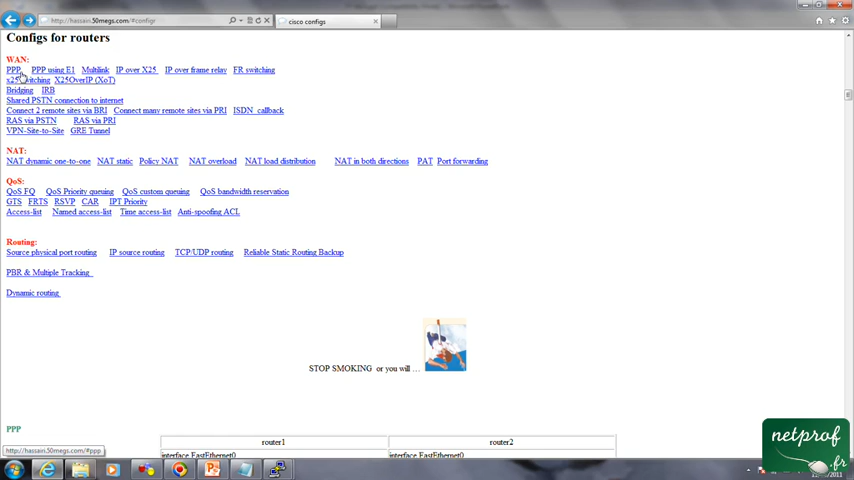 http://hassain.50megs.com/#configr
cisco configs
Configs for routers
WAN:
PPP PPP using E1 Multilink IP over X25 IP over frame relay FR switching
x25 switching X25OverIP (XoT)
Bridging IRB
Shared PSTN connection to internet
Connect 2 remote sites via BRI Connect many remote sites via PRI ISDN callback
RAS via PSTN RAS via PRI
VPN-Site-to-Site GRE Tunnel
NAT:
NAT dynamic one-to-one NAT static Policy NAT NAT overload NAT load distribution NAT in both directions PAT Port forwarding
QoS:
QoS FQ QoS Priority queuing QoS custom queuing QoS bandwidth reservation
GTS FRTS RSVP CAR IPT Priority
Access-list Named access-list Time access-list Anti-spoofing ACL
Routing:
Source physical port routing IP source routing TCP/UDP routing Reliable Static Routing Backup
PBR & Multiple Tracking
Dynamic routing
STOP SMOKING or you will …
PPP
router1 router2
interface FastEthernet0 interface FastEthernet0
http://hassain.50megs.com/#ppp
netprof
.fr